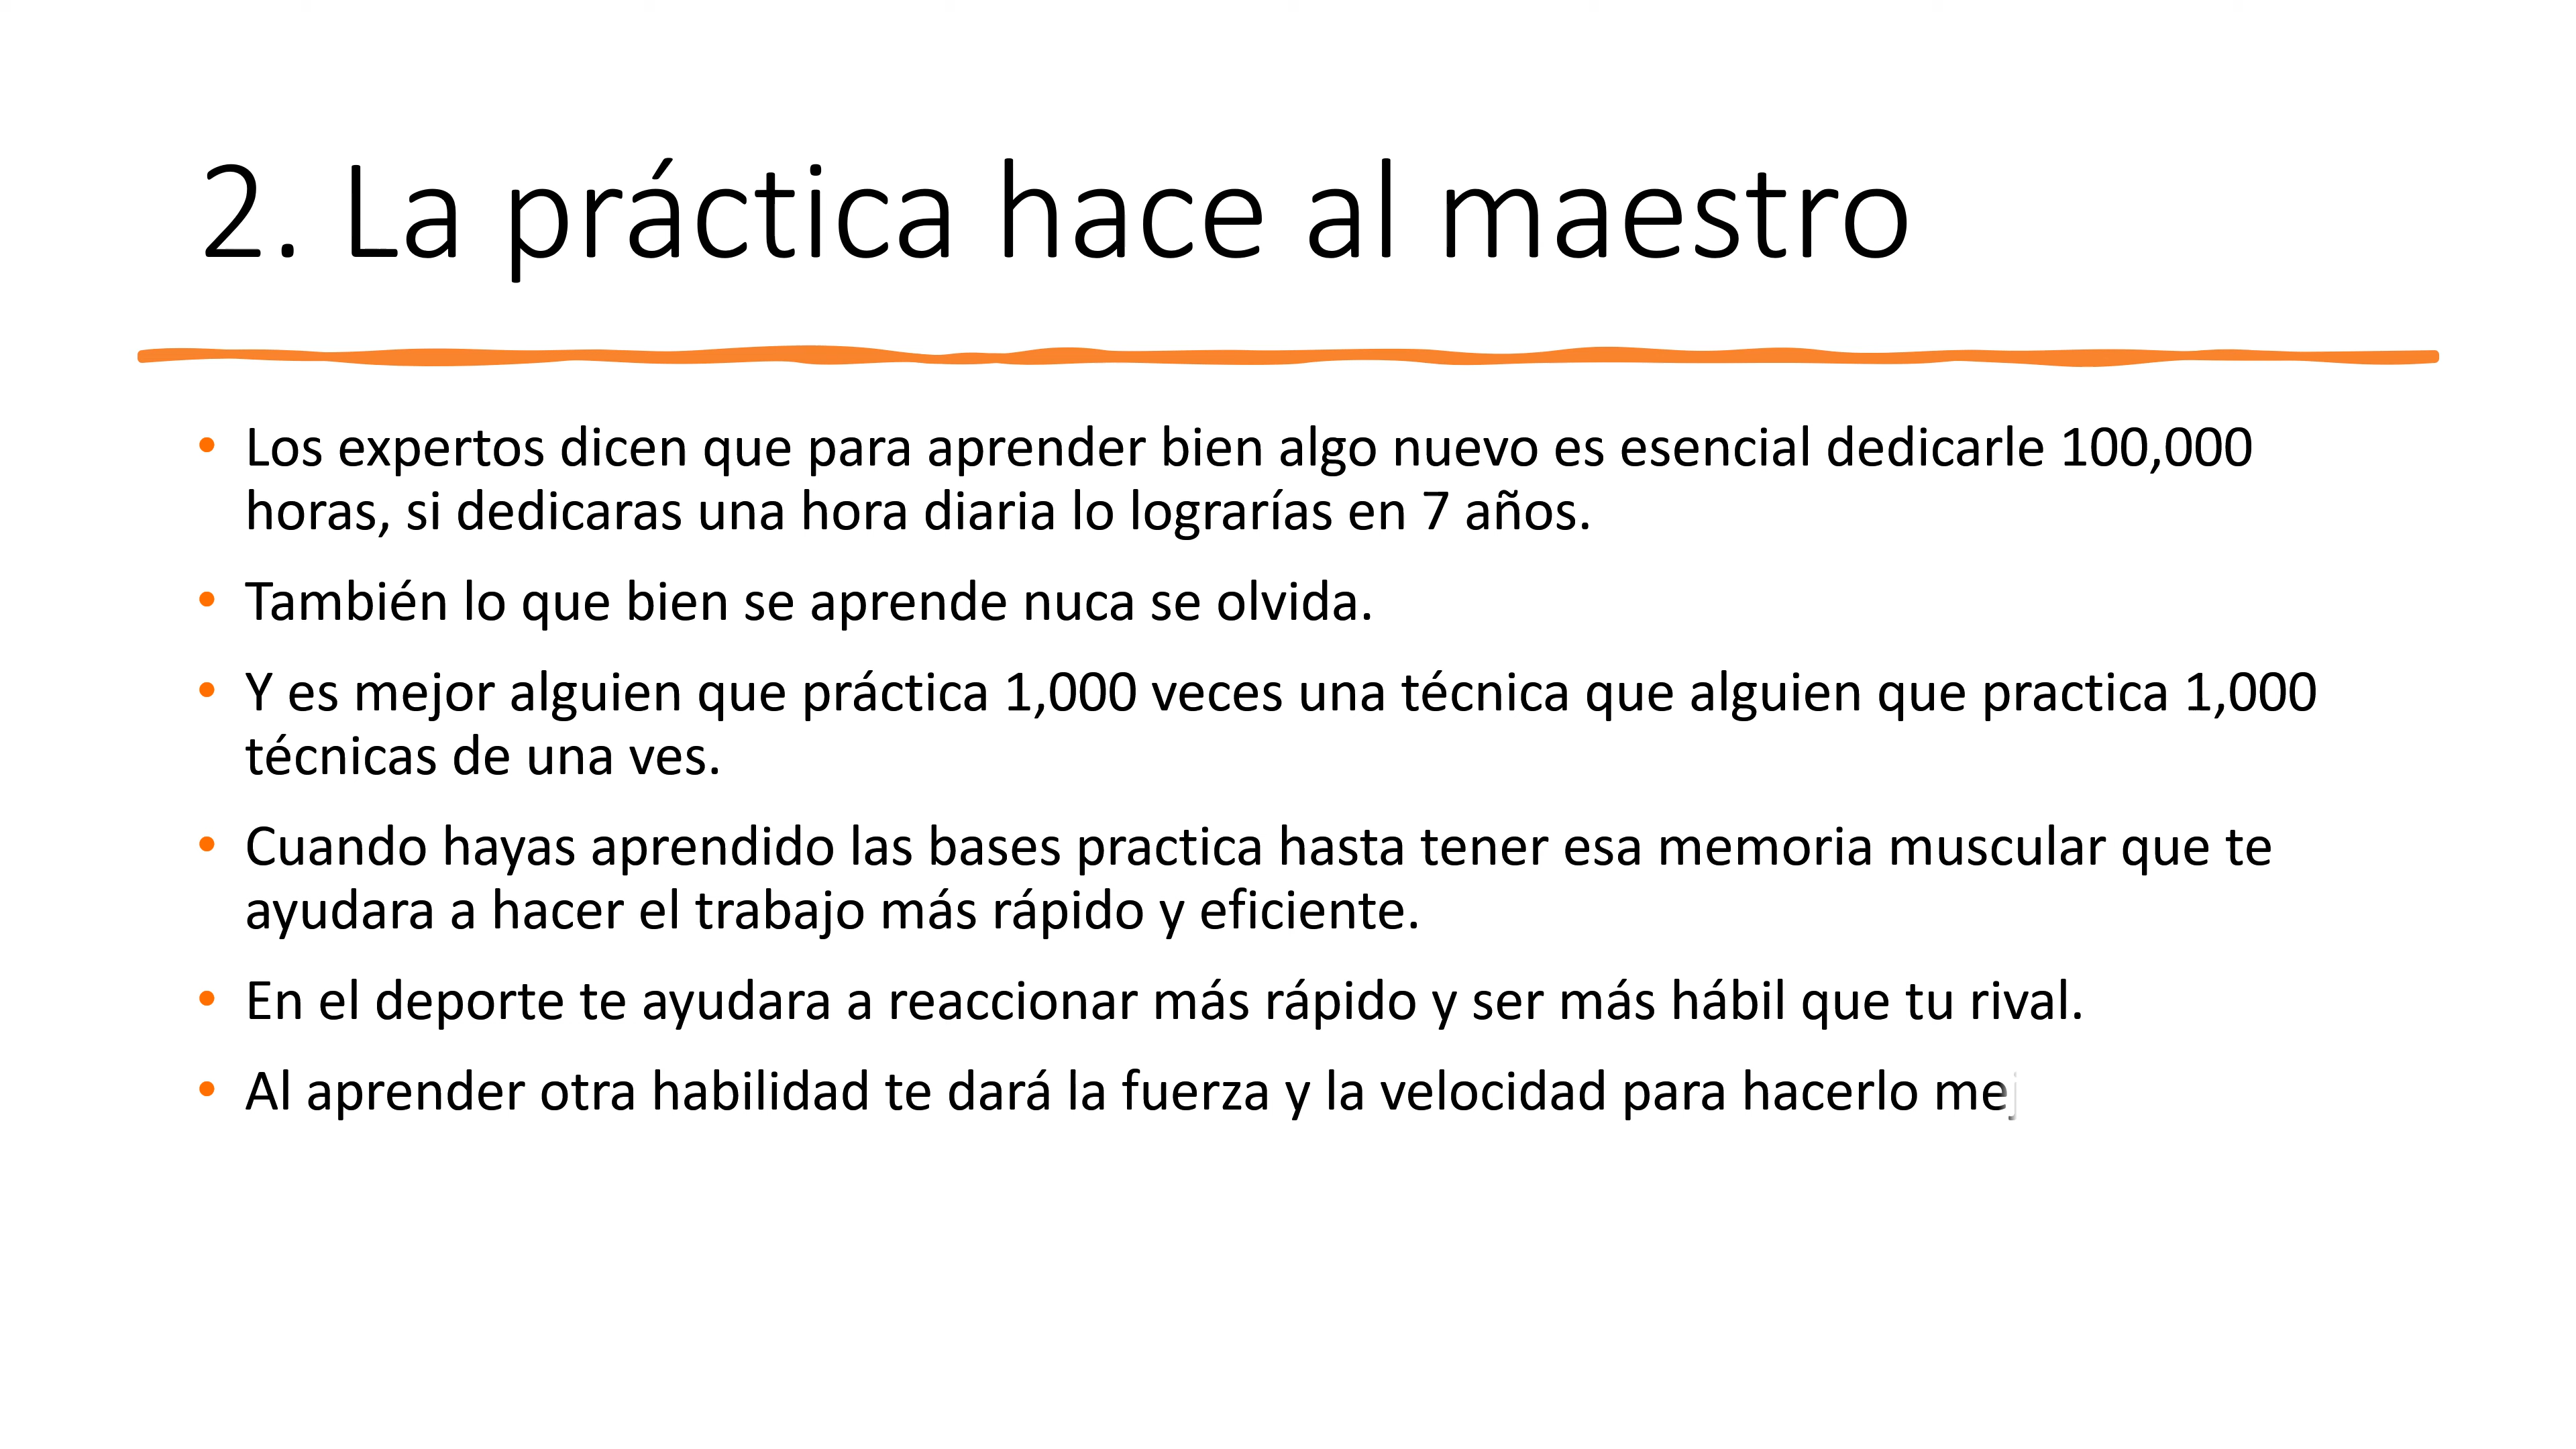 2. La práctica hace al maestro
• Los expertos dicen que para aprender bien algo nuevo es esencial dedicarle 100,000
horas, si dedicaras una hora diaria lo lograrías en 7 años.
• También lo que bien se aprende nuca se olvida.
• Y es mejor alguien que práctica 1,000 veces una técnica que alguien que practica 1,000
técnicas de una ves.
• Cuando hayas aprendido las bases practica hasta tener esa memoria muscular que te
ayudara a hacer el trabajo más rápido y eficiente.
• En el deporte te ayudara a reaccionar más rápido y ser más hábil que tu rival.
• Al aprender otra habilidad te dará la fuerza y la velocidad para hacerlo